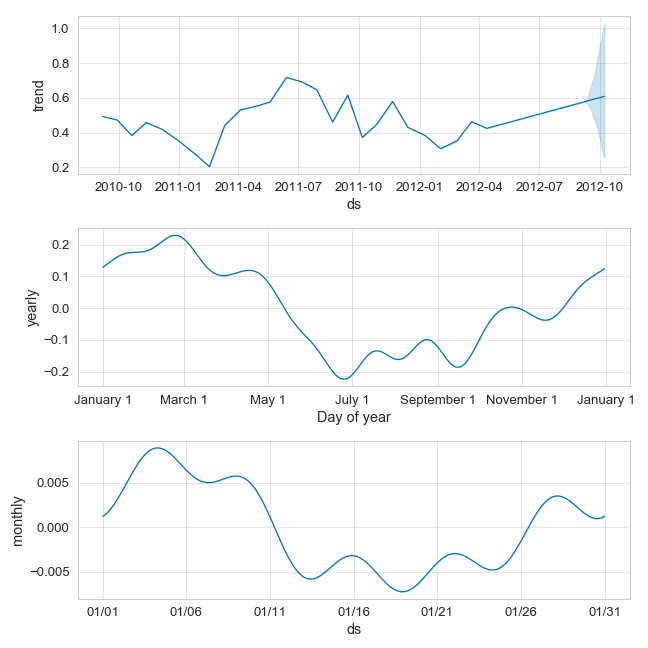 trend
1.0
0.8
0.6
0.4
0.2
2010-10 2011-01 2011-04 2011-07 2011-10 2012-01 2012-04 2012-07 2012-10
ds
yearly
0.2
0.1
0.0
−0.1
−0.2
January 1 March 1 May 1 July 1 September 1 November 1 January 1
Day of year
monthly
0.005
0.000
−0.005
01/01 01/06 01/11 01/16 01/21 01/26 01/31
ds